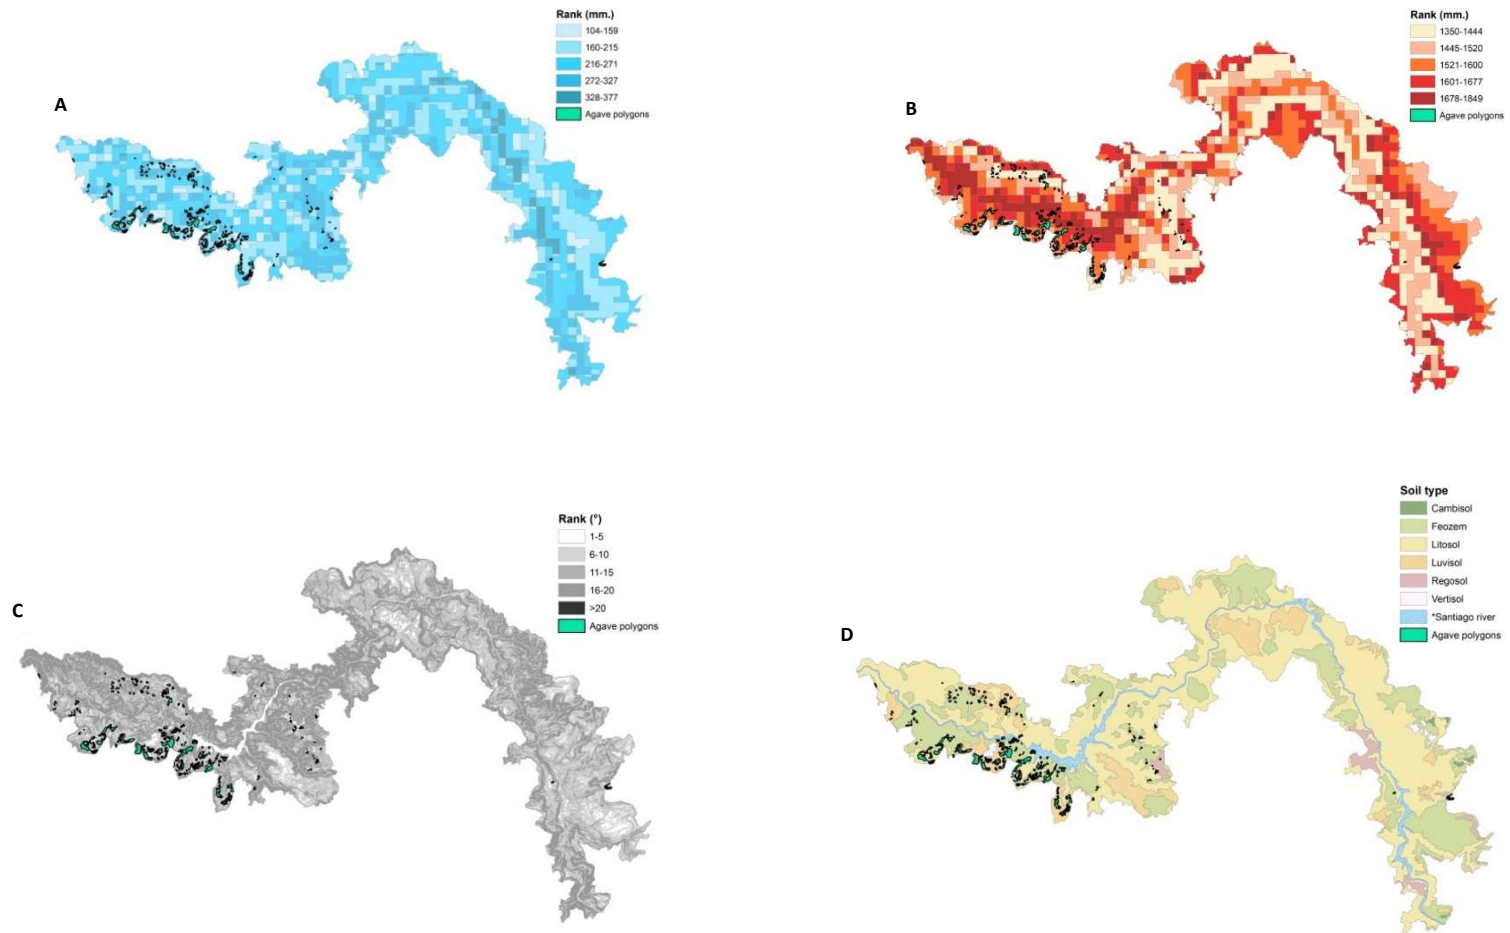 A
Rank (mm.)
104-159
160-215
216-271
272-327
328-377
Agave polygons
B
Rank (mm.)
1350-1444
1445-1520
1521-1600
1601-1677
1678-1849
Agave polygons
C
Rank (°)
1-5
6-10
11-15
16-20
>20
Agave polygons
D
Soil type
Cambisol
Feozem
Litosol
Luvisol
Regosol
Vertisol
*Santiago river
Agave polygons